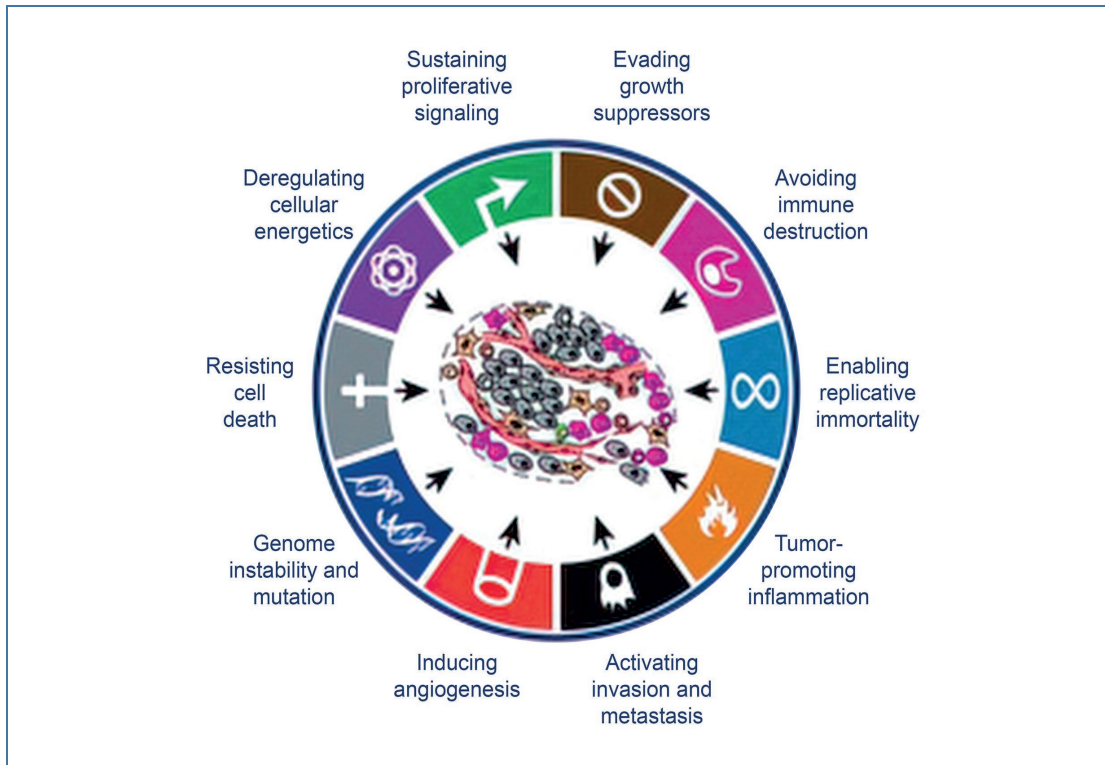 Sustaining
proliferative
signaling
Evading
growth
suppressors
Deregulating
cellular
energetics
Avoiding
immune
destruction
Resisting
cell
death
Enabling
replicative
immortality
Genome
instability and
mutation
Tumor-
promoting
inflammation
Inducing
angiogenesis
Activating
invasion and
metastasis